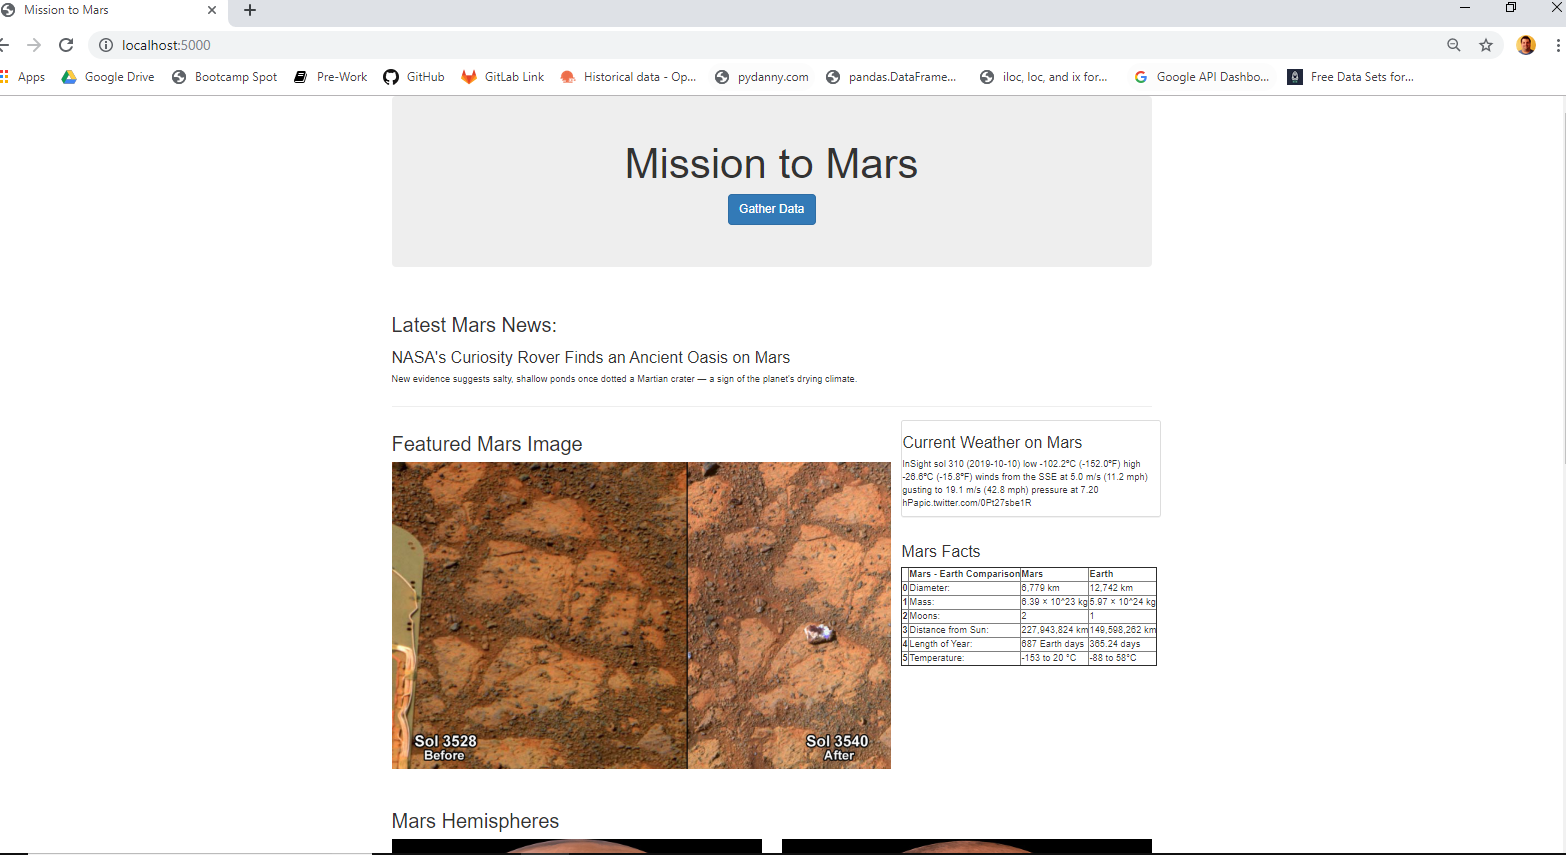 Mission to Mars
localhost:5000
Apps Google Drive Bootcamp Spot Pre-Work GitHub GitLab Link Historical data - Op... pydanny.com pandas.DataFrame... iloc, loc, and ix for... Google API Dashbo... Free Data Sets for...
Mission to Mars
Gather Data
Latest Mars News:
NASA's Curiosity Rover Finds an Ancient Oasis on Mars
New evidence suggests salty, shallow ponds once dotted a Martian crater — a sign of the planet's drying climate.
Featured Mars Image
Sol 3528
Before
Sol 3540
After
Current Weather on Mars
InSight sol 310 (2019-10-10) low -102.2ºC (-152.0ºF) high
-26.6ºC (-15.8ºF) winds from the SSE at 5.0 m/s (11.2 mph)
gusting to 19.1 m/s (42.8 mph) pressure at 7.20
hPapic.twitter.com/0Pt27sbe1R
Mars Facts
Mars - Earth Comparison Mars Earth
0 Diameter: 6,779 km 12,742 km
1 Mass: 6.39 × 10^23 kg 5.97 × 10^24 kg
2 Moons: 2 1
3 Distance from Sun: 227,943,824 km 149,598,262 km
4 Length of Year: 687 Earth days 365.24 days
5 Temperature: -153 to 20 °C -88 to 58°C
Mars Hemispheres